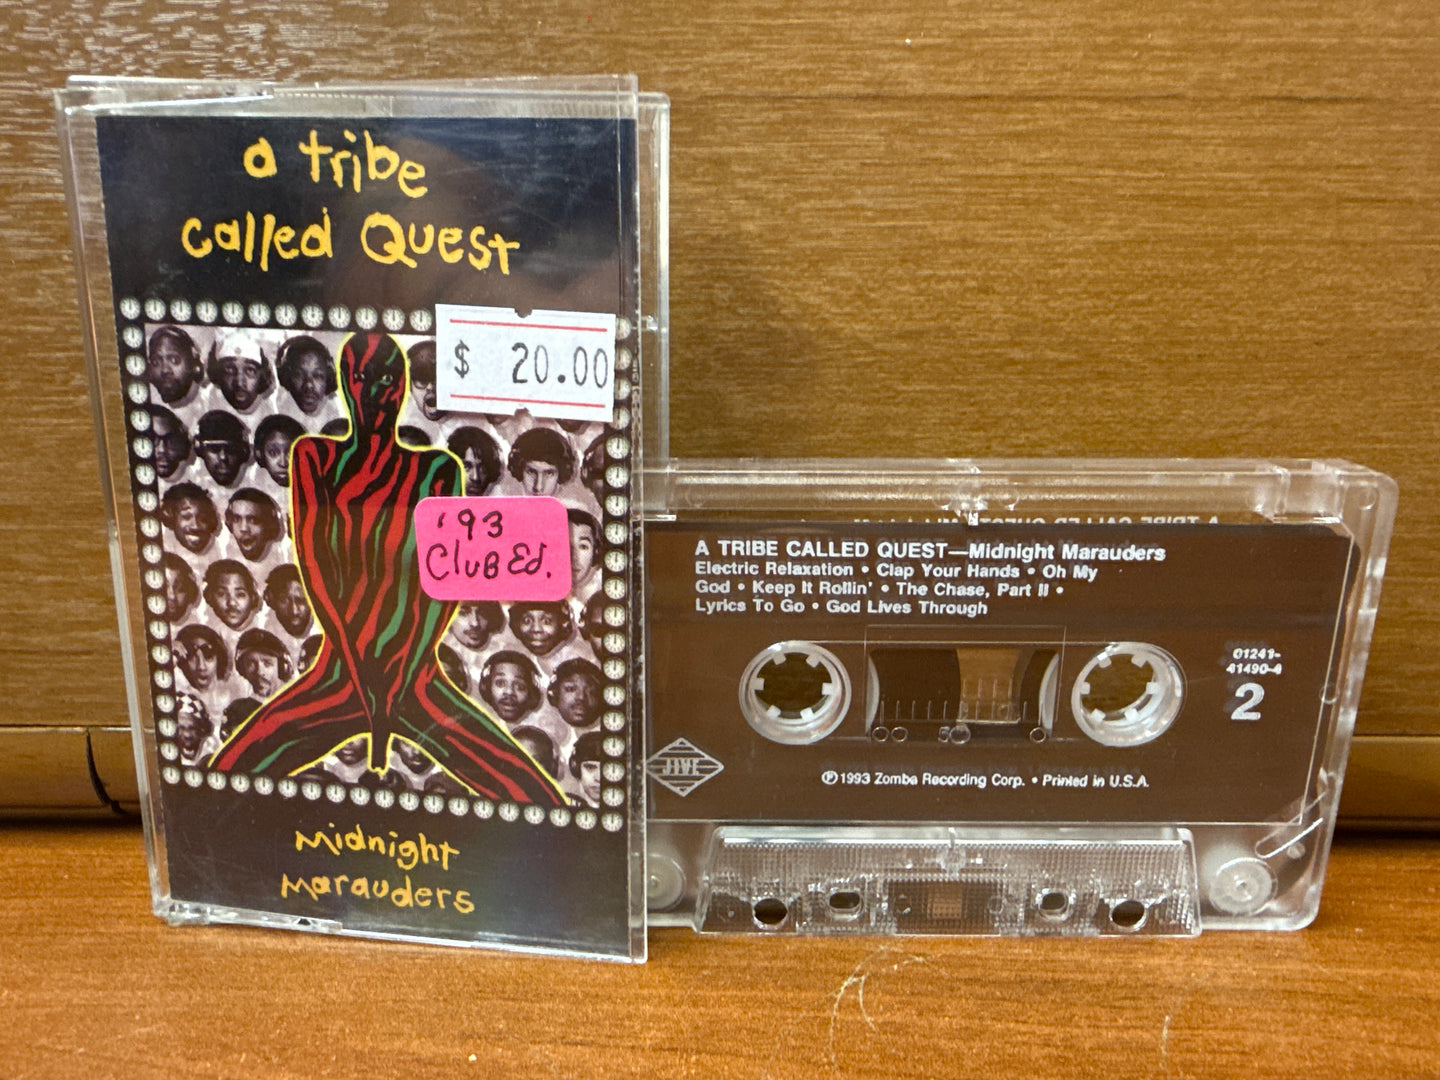 a tribe
called Quest
$ 20.00
'93
Club Ed.
Midnight
Marauders
A TRIBE CALLED QUEST—Midnight Marauders
Electric Relaxation • Clap Your Hands • Oh My
God • Keep It Rollin' • The Chase, Part II •
Lyrics To Go • God Lives Through
01241-
41490-4
2
JIVE
℗1993 Zomba Recording Corp. • Printed in U.S.A.
50